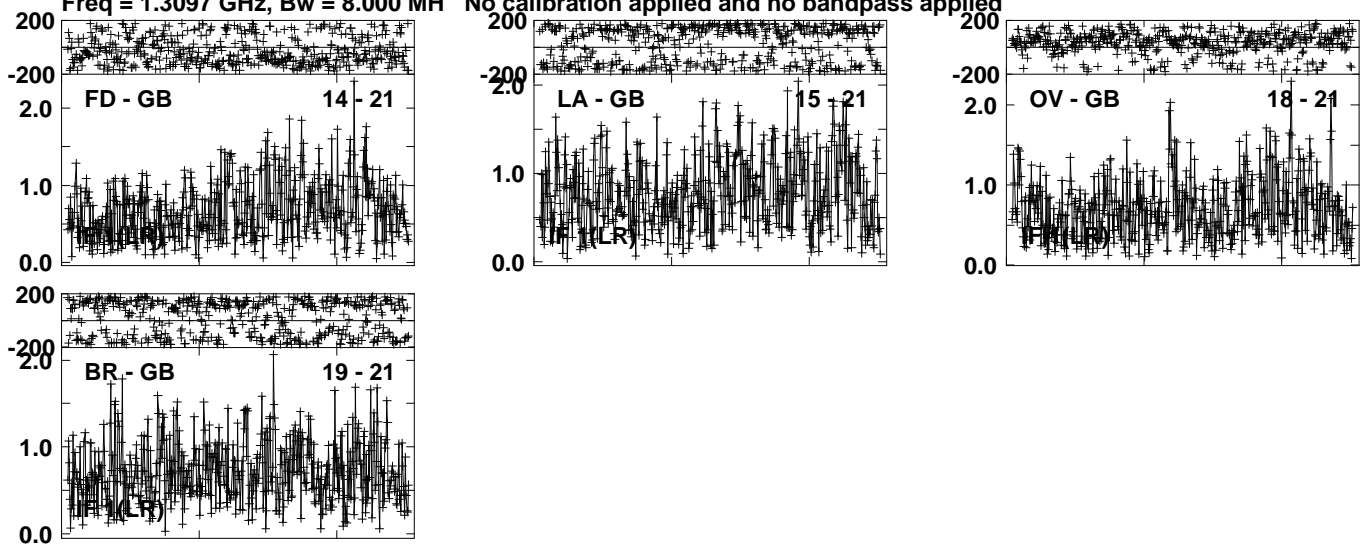 Freq = 1.3097 GHz, Bw = 8.000 MH No calibration applied and no bandpass applied
200
-200
FD - GB 14 - 21
2.0
1.0
0.0
IF 1(LR)
200
-200
LA - GB 15 - 21
2.0
1.0
0.0
IF 1(LR)
200
-200
OV - GB 18 - 21
2.0
1.0
0.0
IF 1(LR)
200
-200
2.0
BR - GB 19 - 21
1.0
0.0
IF 1(LR)